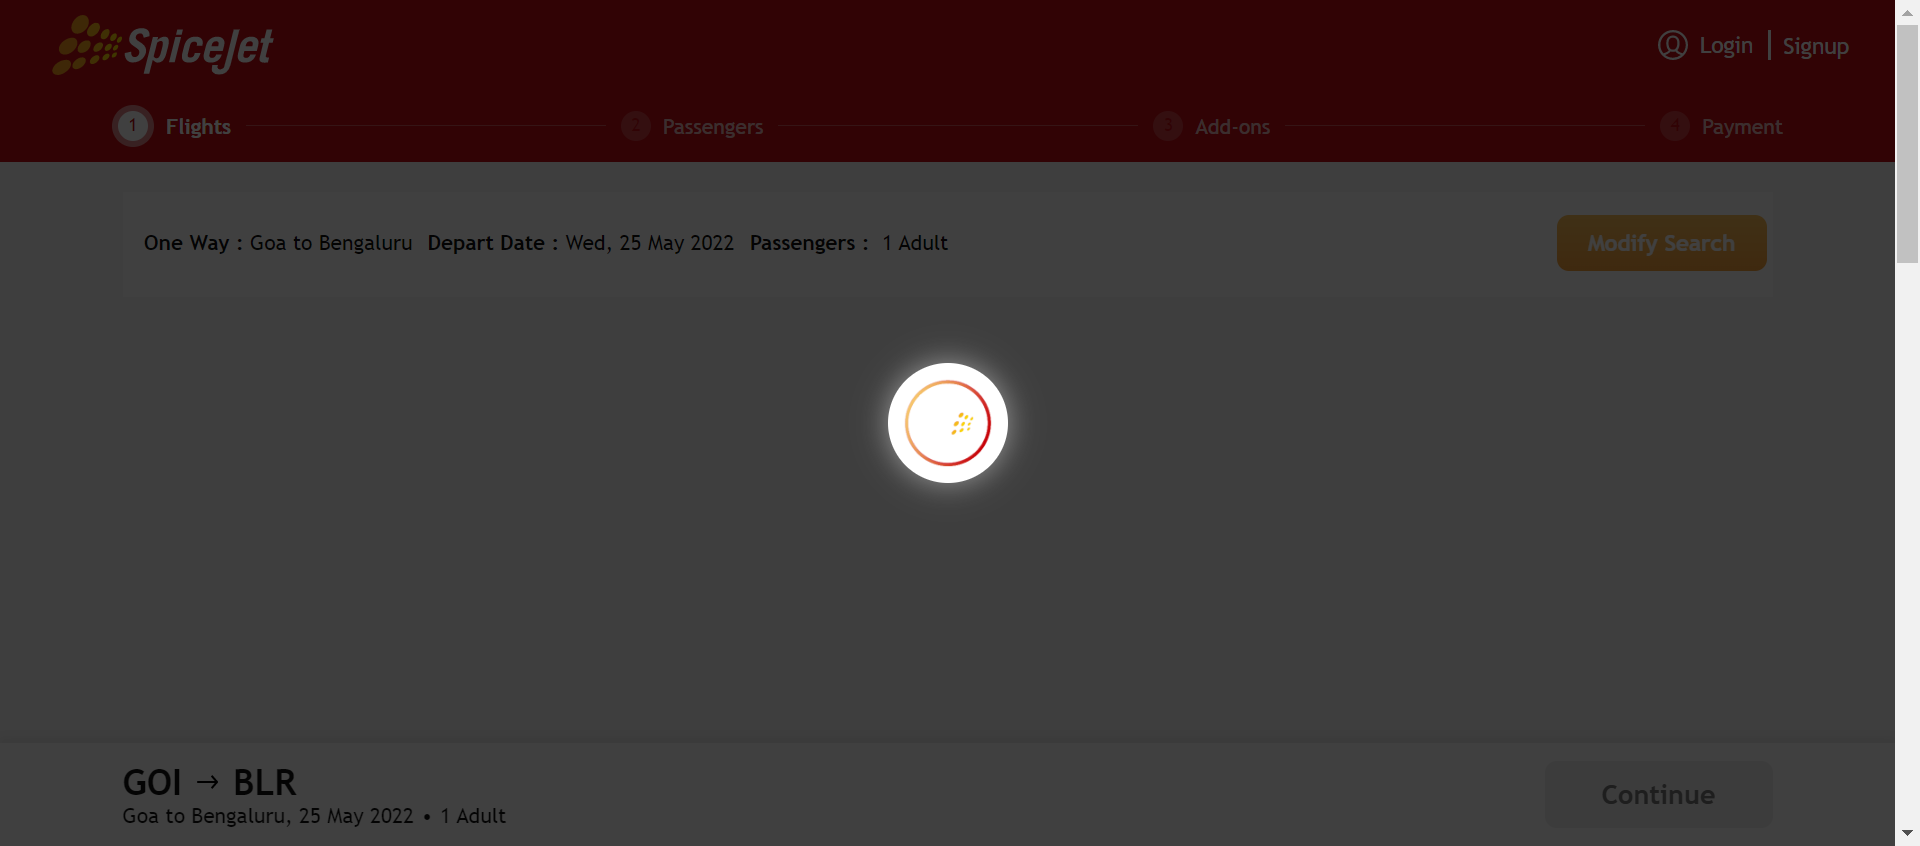 SpiceJet
Login
Signup
1 Flights
2 Passengers
3 Add-ons
4 Payment
One Way : Goa to Bengaluru Depart Date : Wed, 25 May 2022 Passengers : 1 Adult
Modify Search
GOI → BLR
Goa to Bengaluru, 25 May 2022 • 1 Adult
Continue